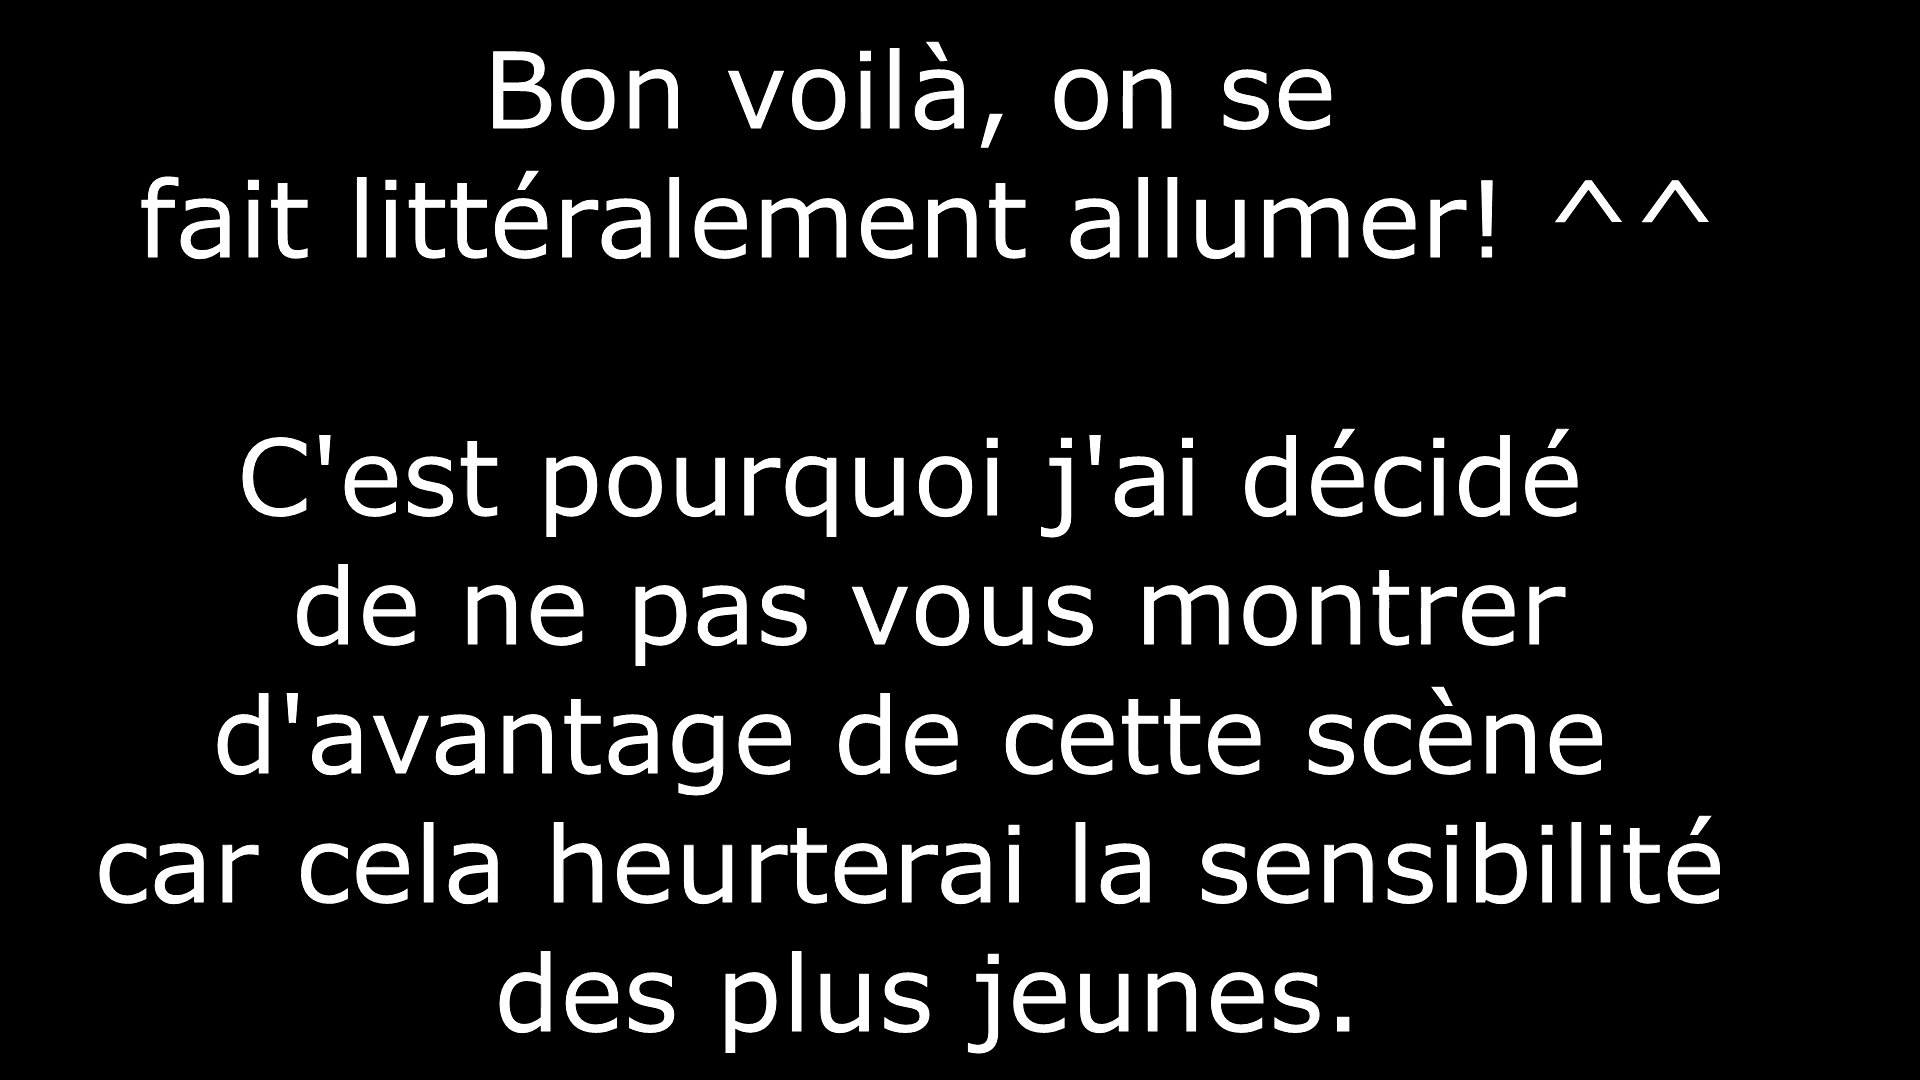 Bon voilà, on se
fait littéralement allumer! ^^
C'est pourquoi j'ai décidé
de ne pas vous montrer
d'avantage de cette scène
car cela heurterai la sensibilité
des plus jeunes.